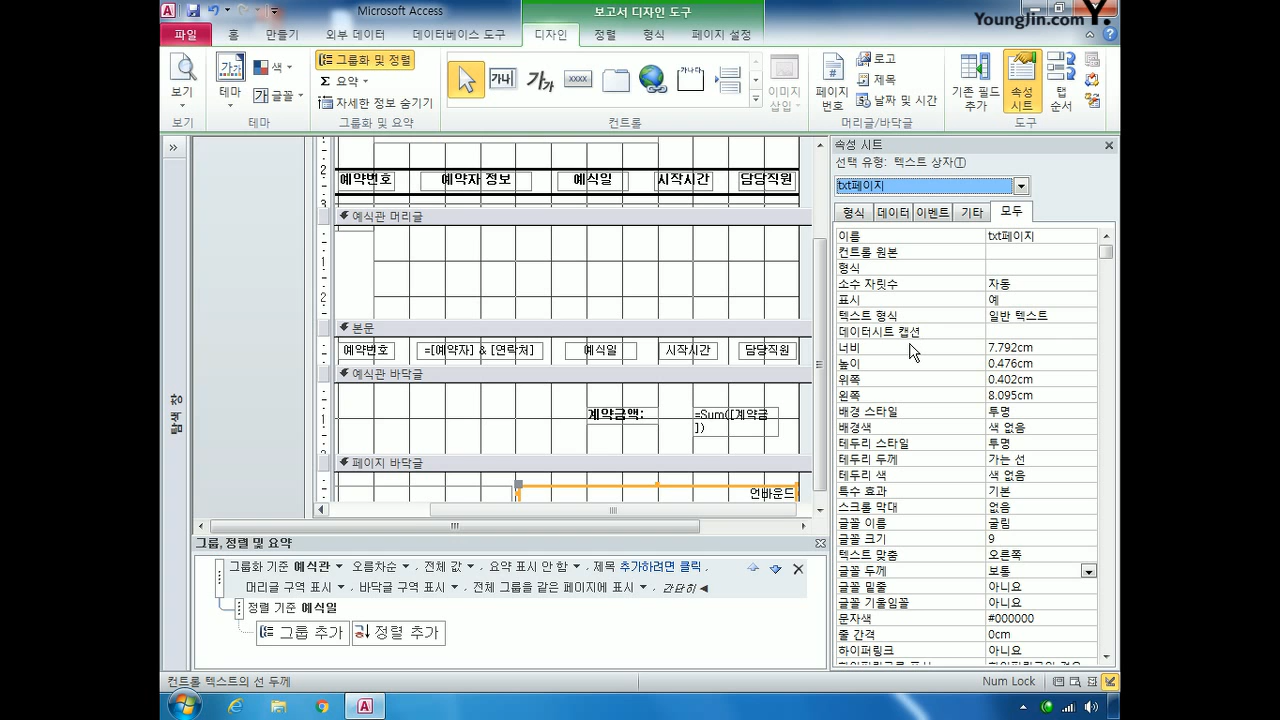 Microsoft Access
보고서 디자인 도구
YoungJin.com Y.
파일 홈 만들기 외부 데이터 데이터베이스 도구 디자인 정렬 형식 페이지 설정
보기
보기
테마
색
가가 글꼴
테마
그룹화 및 정렬
Σ 요약
자세한 정보 숨기기
그룹화 및 요약
가나
가가
XXXX
가나다
컨트롤
이미지
삽입
페이지
번호
로고
제목
날짜 및 시간
머리글/바닥글
기존 필드
추가
속성
시트
탭
순서
도구
탐색 창
예약번호 예약자 정보 예식일 시작시간 담당직원
예식관 머리글
본문
예약번호 =[예약자] & [연락처] 예식일 시작시간 담당직원
예식관 바닥글
계약금액: =Sum([계약금
])
페이지 바닥글
언바운드
그룹, 정렬 및 요약
그룹화 기준 예식관 , 오름차순 , 전체 값 , 요약 표시 안 함 , 제목 추가하려면 클릭 ,
머리글 구역 표시 , 바닥글 구역 표시 , 전체 그룹을 같은 페이지에 표시 , 간단히
정렬 기준 예식일
그룹 추가 정렬 추가
속성 시트
선택 유형: 텍스트 상자(T)
txt페이지
형식 데이터 이벤트 기타 모두
이름 txt페이지
컨트롤 원본
형식
소수 자릿수 자동
표시 예
텍스트 형식 일반 텍스트
데이터시트 캡션
너비 7.792cm
높이 0.476cm
위쪽 0.402cm
왼쪽 8.095cm
배경 스타일 투명
배경색 색 없음
테두리 스타일 투명
테두리 두께 가는 선
테두리 색 색 없음
특수 효과 기본
스크롤 막대 없음
글꼴 이름 굴림
글꼴 크기 9
텍스트 맞춤 오른쪽
글꼴 두께 보통
글꼴 밑줄 아니요
글꼴 기울임꼴 아니요
문자색 #000000
줄 간격 0cm
하이퍼링크 아니요
컨트롤 텍스트의 선 두께
Num Lock